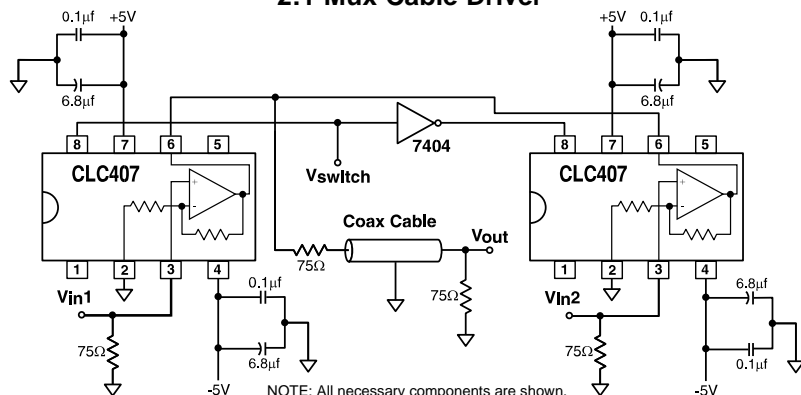 2:1 Mux Cable Driver
0.1µf
+5V
6.8µf
+5V
0.1µf
6.8µf
8
7
6
5
CLC407
1
2
3
4
Vswitch
7404
8
7
6
5
CLC407
1
2
3
4
Coax Cable
75Ω
Vout
75Ω
Vin1
75Ω
0.1µf
6.8µf
-5V
VIn2
75Ω
6.8µf
0.1µf
-5V
NOTE: All necessary components are shown.